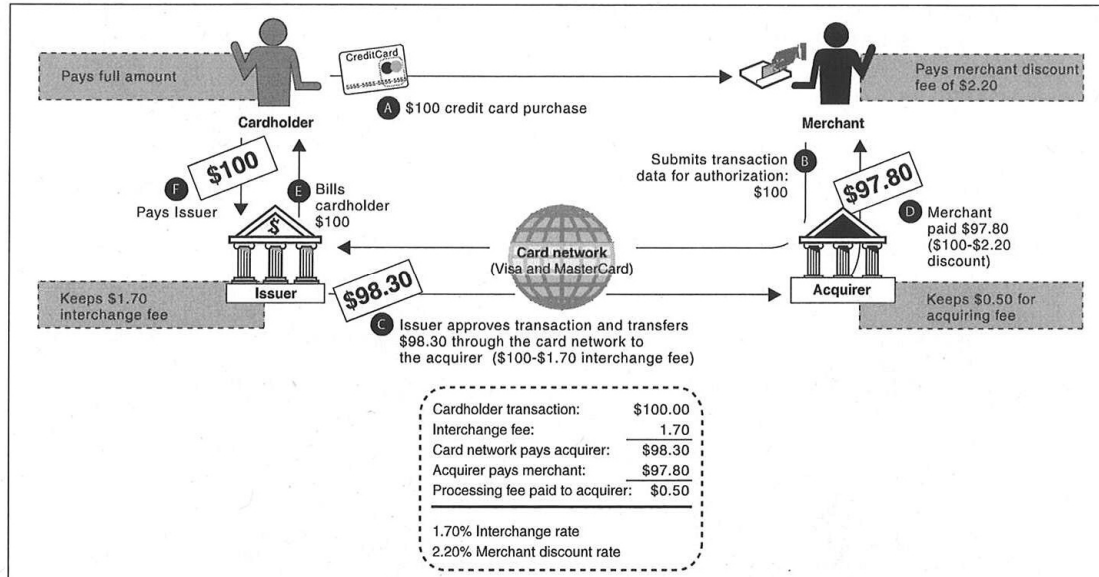 Pays full amount
CreditCard
5555-5555-5555-5555
A $100 credit card purchase
Pays merchant discount
fee of $2.20
Cardholder
Merchant
$100
F
Pays Issuer
E Bills
cardholder
$100
Submits transaction
data for authorization:
$100
B
$97.80
D Merchant
paid $97.80
($100-$2.20
discount)
$
Card network
(Visa and MasterCard)
Issuer
$98.30
Acquirer
Keeps $1.70
interchange fee
Keeps $0.50 for
acquiring fee
C Issuer approves transaction and transfers
$98.30 through the card network to
the acquirer ($100-$1.70 interchange fee)
Cardholder transaction: $100.00
Interchange fee: 1.70
Card network pays acquirer: $98.30
Acquirer pays merchant: $97.80
Processing fee paid to acquirer: $0.50
1.70% Interchange rate
2.20% Merchant discount rate